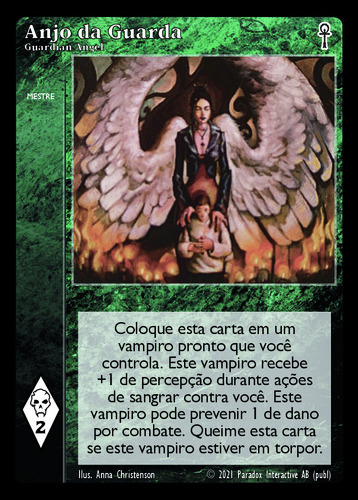 Anjo da Guarda
Guardian Angel
MESTRE
Coloque esta carta em um
vampiro pronto que você
controla. Este vampiro recebe
+1 de percepção durante ações
de sangrar contra você. Este
vampiro pode prevenir 1 de dano
por combate. Queime esta carta
se este vampiro estiver em torpor.
2
Ilus. Anna Christenson
© 2021 Paradox Interactive AB (publ)